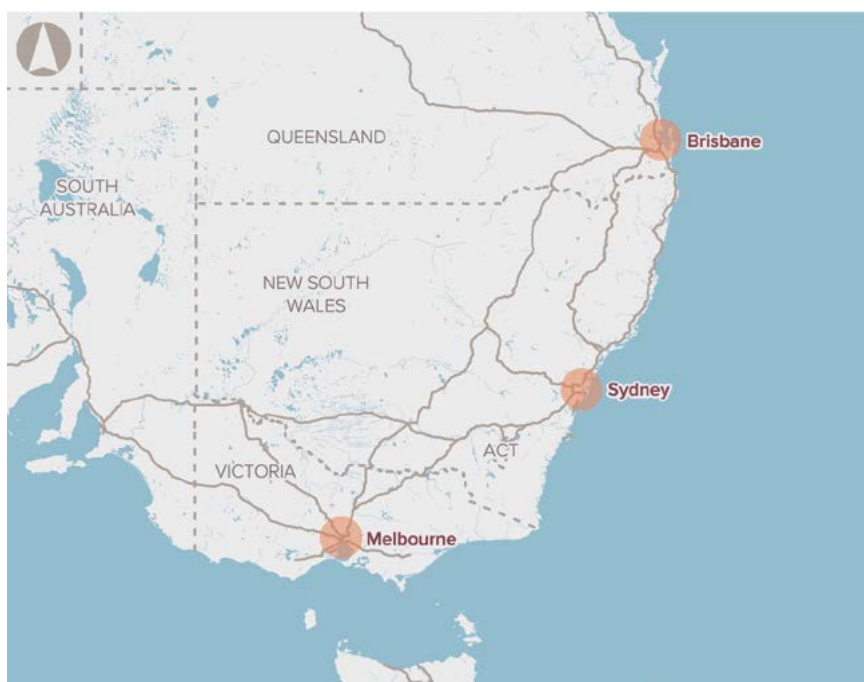 QUEENSLAND
Brisbane
SOUTH
AUSTRALIA
NEW SOUTH
WALES
Sydney
ACT
VICTORIA
Melbourne